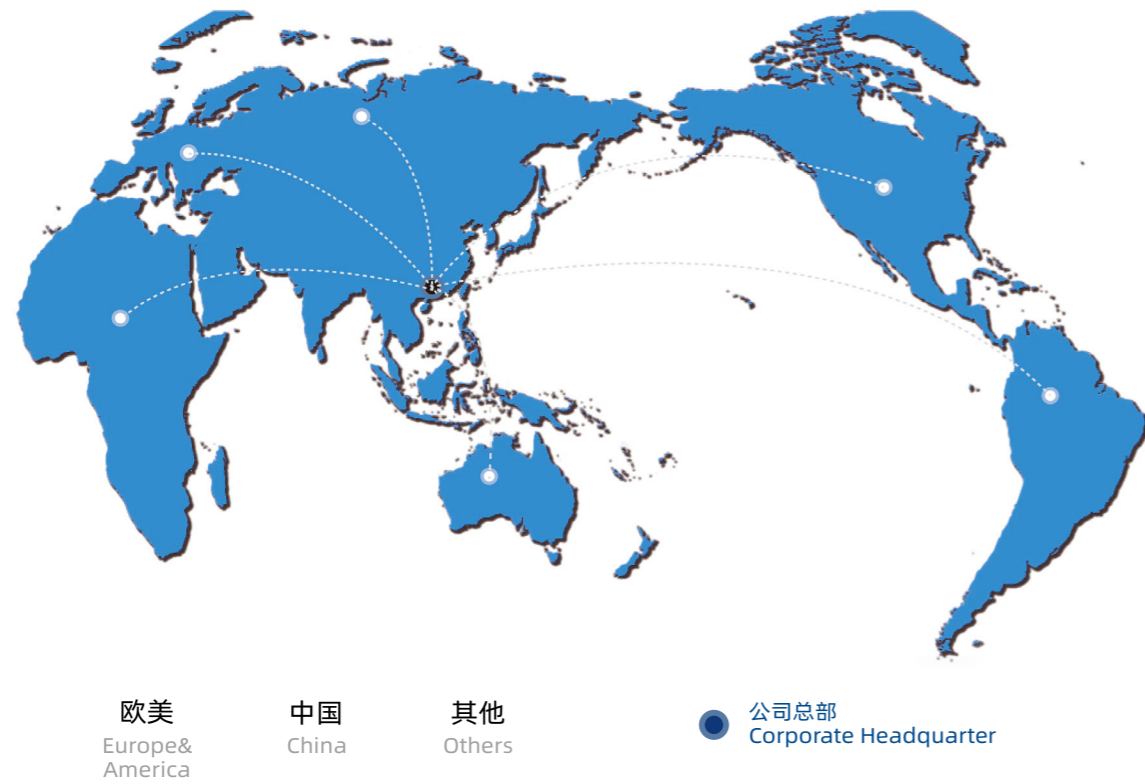 欧美
Europe&
America
中国
China
其他
Others
公司总部
Corporate Headquarter